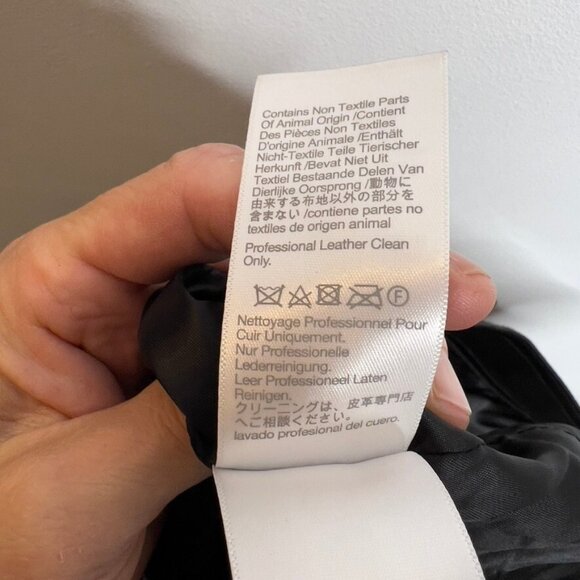 Contains Non Textile Parts
Of Animal Origin /Contient
Des Pièces Non Textiles
D'origine Animale /Enthält
Nicht-Textile Teile Tierischer
Herkunft /Bevat Niet Uit
Textiel Bestaande Delen Van
Dierlijke Oorsprong /動物に
由来する布地以外の部分を
含まない /contiene partes no
textiles de origen animal
Professional Leather Clean
Only.
F
Nettoyage Professionnel Pour
Cuir Uniquement.
Nur Professionelle
Lederreinigung.
Leer Professioneel Laten
Reinigen.
クリーニングは、皮革専門店
へご相談ください。
lavado profesional del cuero.